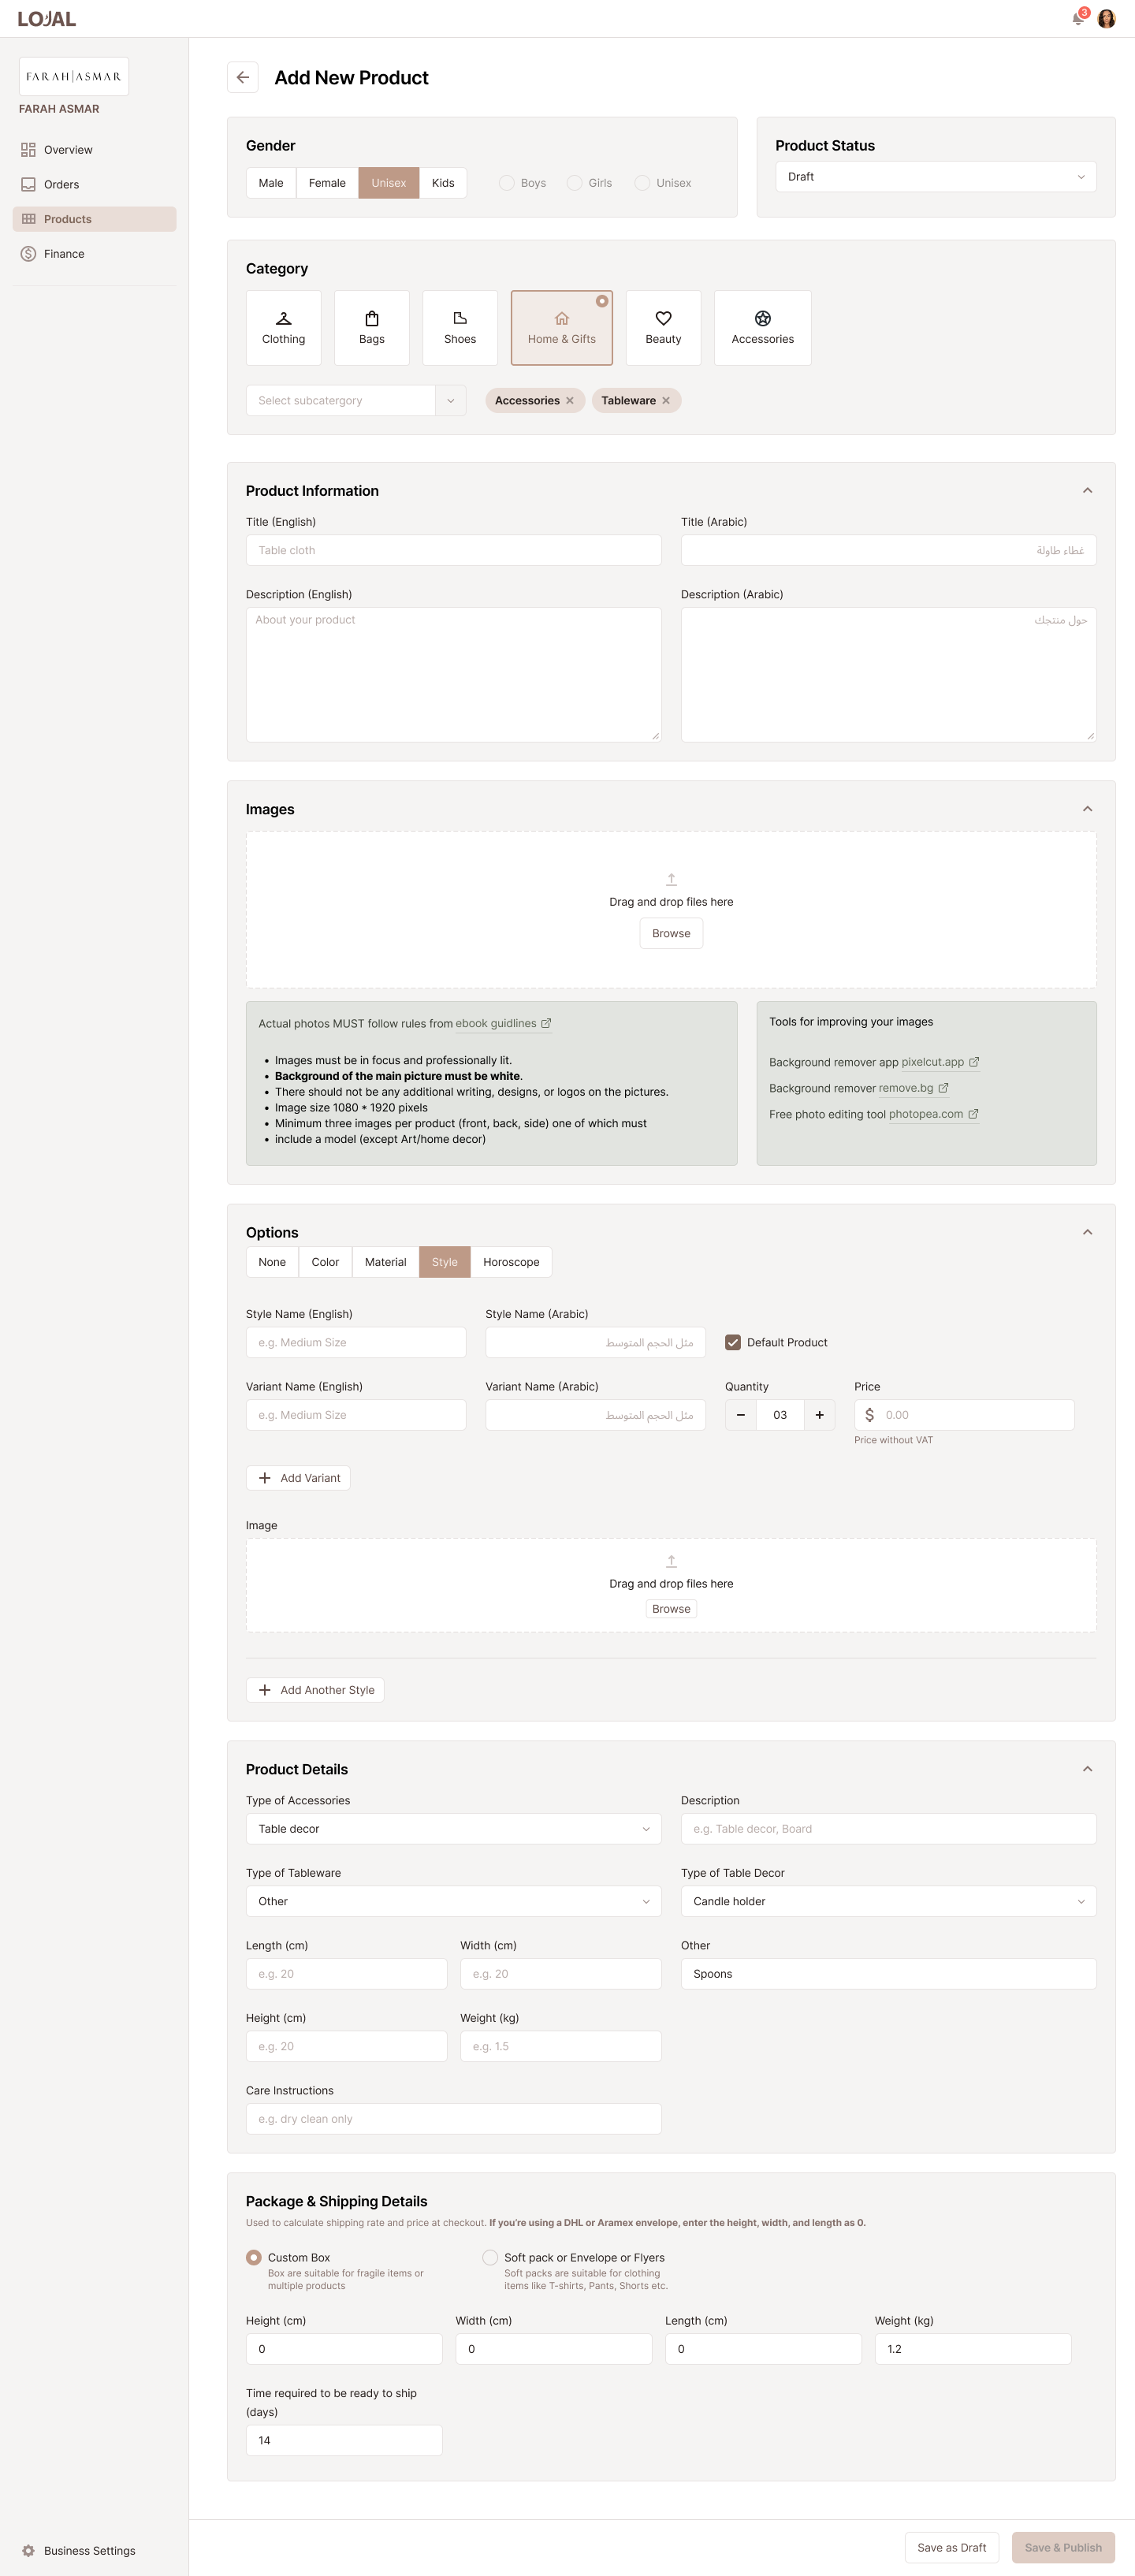 LOJAL
3
FARAH|ASMAR
FARAH ASMAR
Overview
Orders
Products
Finance
Business Settings
Add New Product
Gender
Male
Female
Unisex
Kids
Boys
Girls
Unisex
Product Status
Draft
Category
Clothing
Bags
Shoes
Home & Gifts
Beauty
Accessories
Select subcatergory
Accessories
Tableware
Product Information
Title (English)
Title (Arabic)
Table cloth
غطاء طاولة
Description (English)
Description (Arabic)
About your product
حول منتجك
Images
Drag and drop files here
Browse
Actual photos MUST follow rules from ebook guidlines
• Images must be in focus and professionally lit.
• Background of the main picture must be white.
• There should not be any additional writing, designs, or logos on the pictures.
• Image size 1080 * 1920 pixels
• Minimum three images per product (front, back, side) one of which must
• include a model (except Art/home decor)
Tools for improving your images
Background remover app pixelcut.app
Background remover remove.bg
Free photo editing tool photopea.com
Options
None
Color
Material
Style
Horoscope
Style Name (English)
Style Name (Arabic)
e.g. Medium Size
مثل الحجم المتوسط
Default Product
Variant Name (English)
Variant Name (Arabic)
Quantity
Price
e.g. Medium Size
مثل الحجم المتوسط
− 03 +
$ 0.00
Price without VAT
+ Add Variant
Image
Drag and drop files here
Browse
+ Add Another Style
Product Details
Type of Accessories
Description
Table decor
e.g. Table decor, Board
Type of Tableware
Type of Table Decor
Other
Candle holder
Length (cm)
Width (cm)
Other
e.g. 20
e.g. 20
Spoons
Height (cm)
Weight (kg)
e.g. 20
e.g. 1.5
Care Instructions
e.g. dry clean only
Package & Shipping Details
Used to calculate shipping rate and price at checkout. If you're using a DHL or Aramex envelope, enter the height, width, and length as 0.
Custom Box
Box are suitable for fragile items or
multiple products
Soft pack or Envelope or Flyers
Soft packs are suitable for clothing
items like T-shirts, Pants, Shorts etc.
Height (cm)
Width (cm)
Length (cm)
Weight (kg)
0
0
0
1.2
Time required to be ready to ship
(days)
14
Save as Draft
Save & Publish